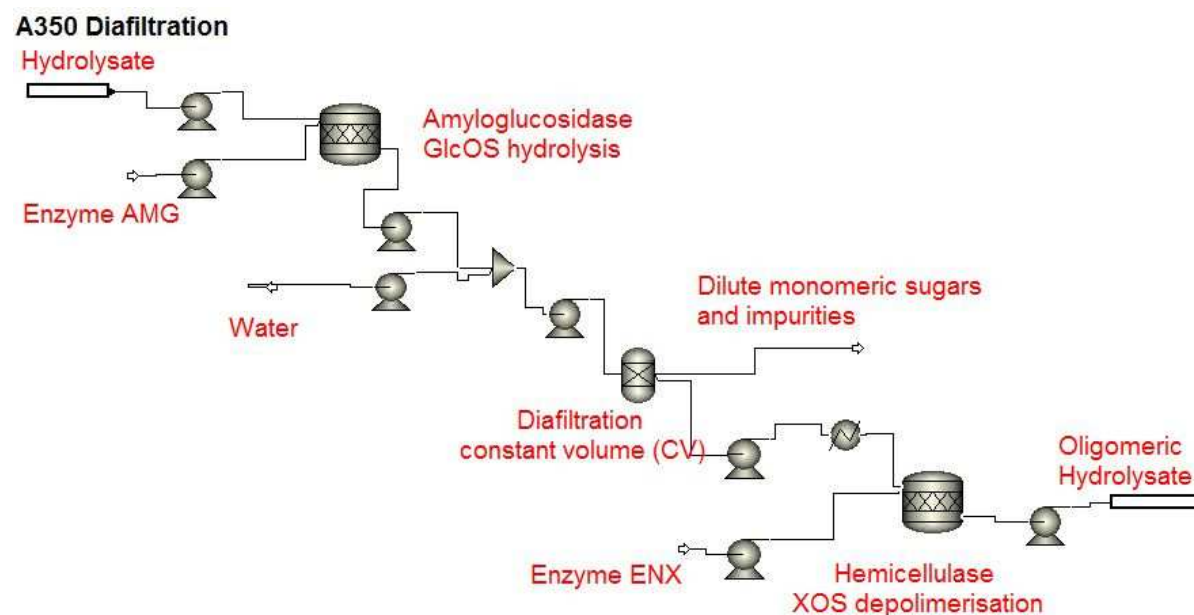 A350 Diafiltration
Hydrolysate
Amyloglucosidase
GlcOS hydrolysis
Enzyme AMG
Water
Dilute monomeric sugars
and impurities
Diafiltration
constant volume (CV)
Oligomeric
Hydrolysate
Enzyme ENX
Hemicellulase
XOS depolimerisation